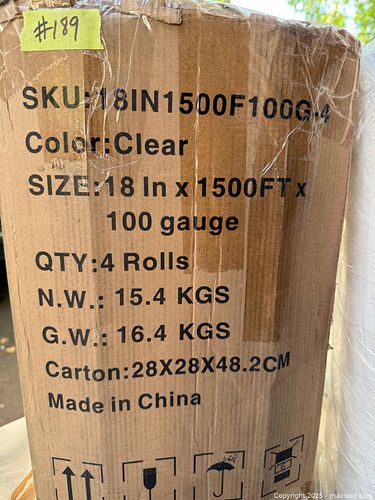 #189
SKU:18IN1500F100G-4
Color:Clear
SIZE:18 In x 1500FT x
100 gauge
QTY:4 Rolls
N.W.: 15.4 KGS
G.W.: 16.4 KGS
Carton:28X28X48.2CM
Made in China
Copyright 2025 - maxsold.com